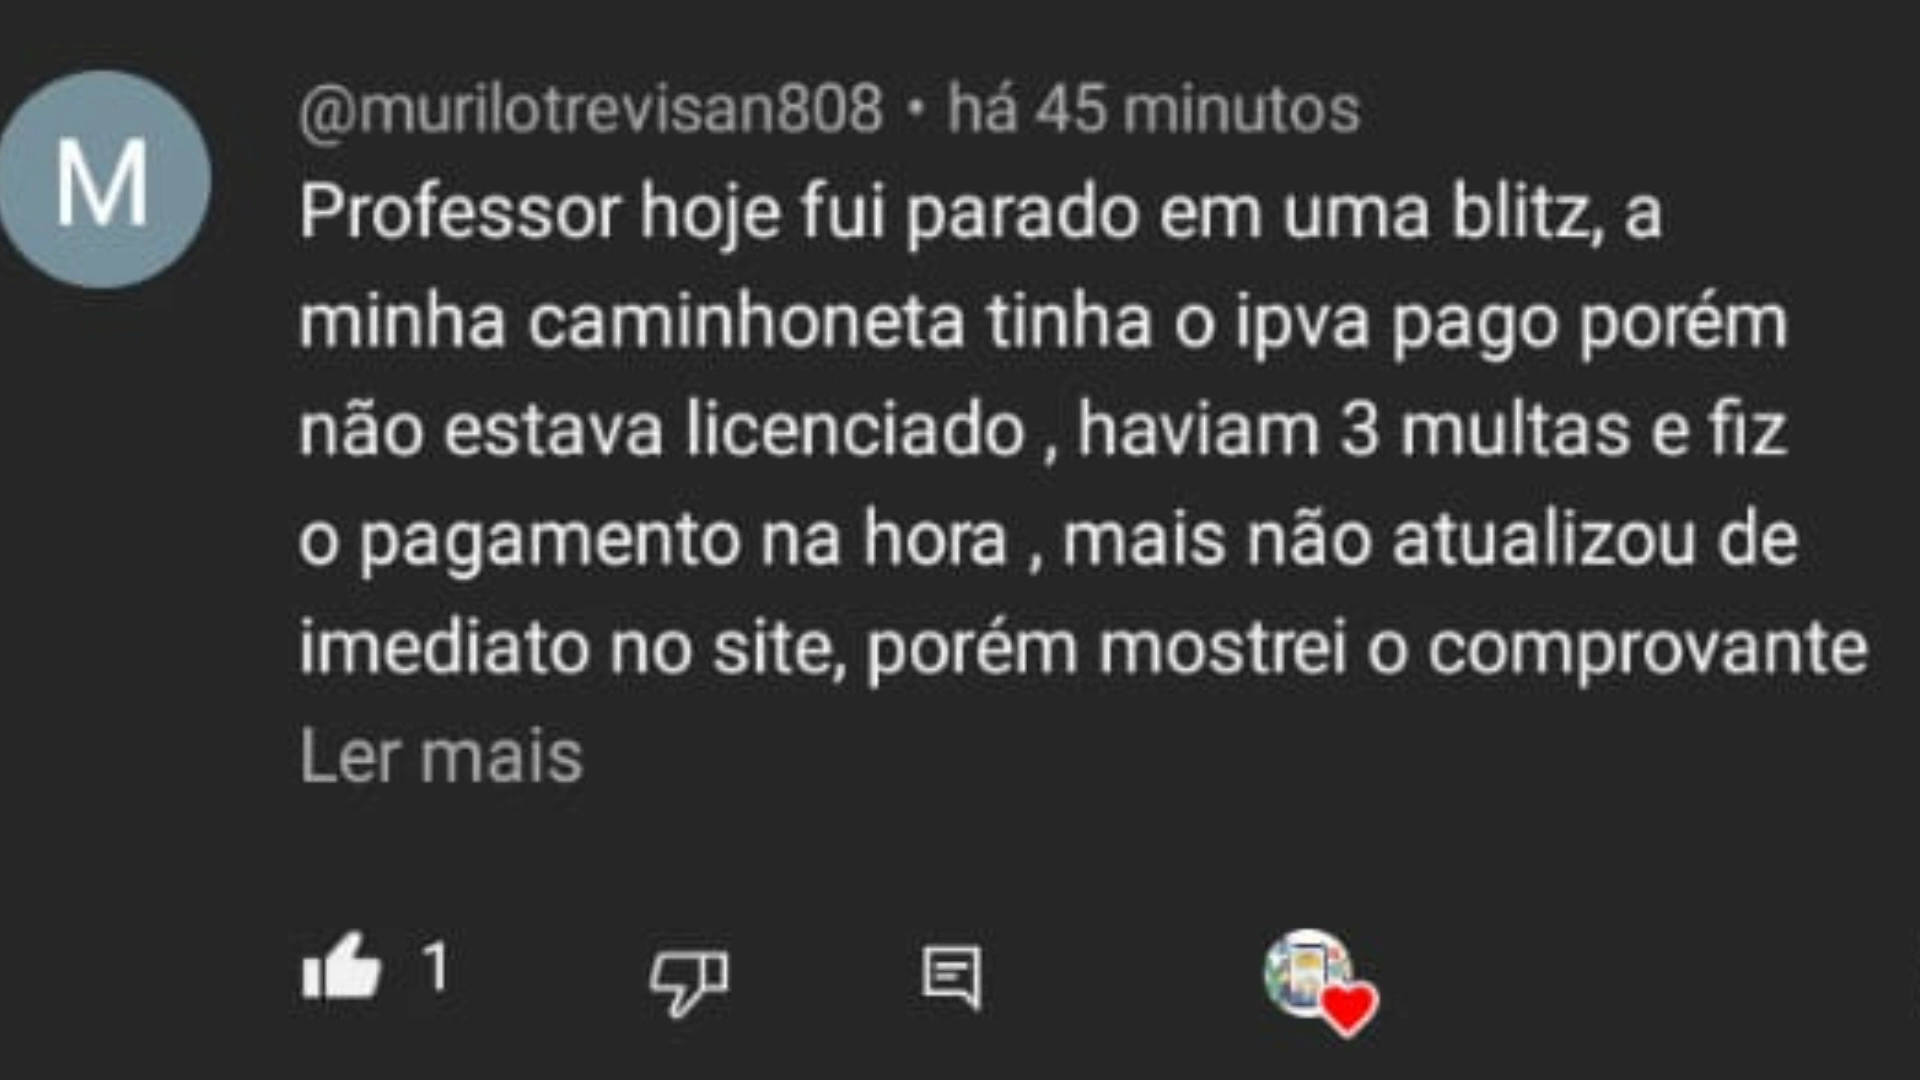 M
@murilotrevisan808 • há 45 minutos
Professor hoje fui parado em uma blitz, a
minha caminhoneta tinha o ipva pago porém
não estava licenciado , haviam 3 multas e fiz
o pagamento na hora , mais não atualizou de
imediato no site, porém mostrei o comprovante
Ler mais
1